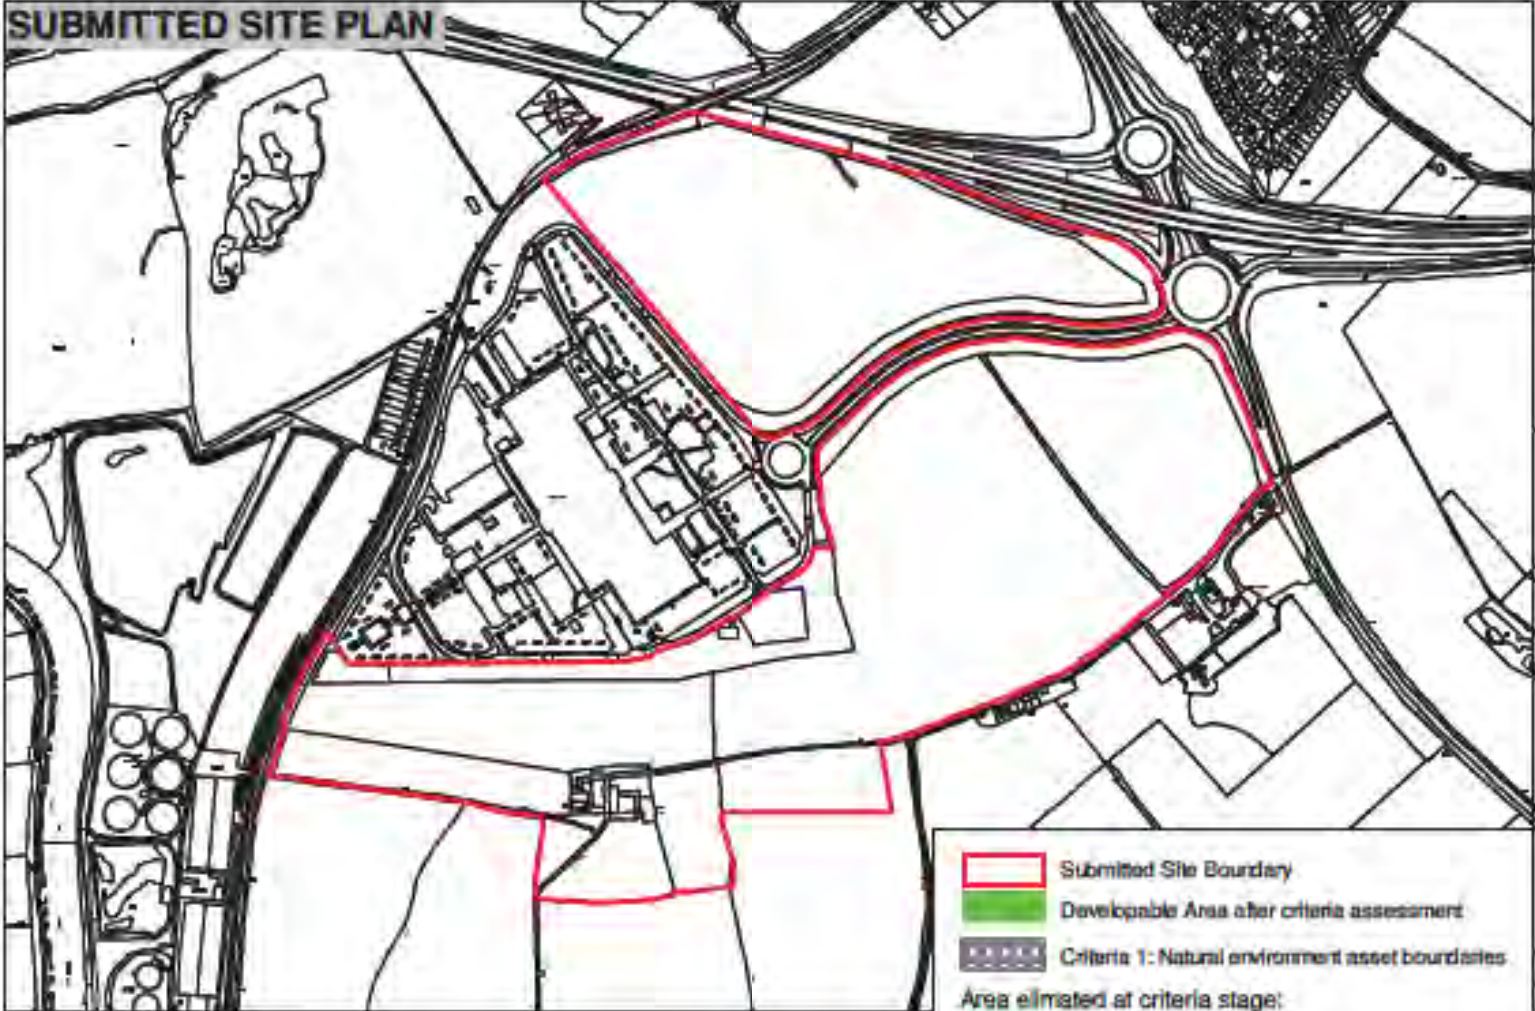 SUBMITTED SITE PLAN
Submitted Site Boundary
Developable Area after criteria assessment
Criteria 1: Natural environment asset boundaries
Area elimated at criteria stage: